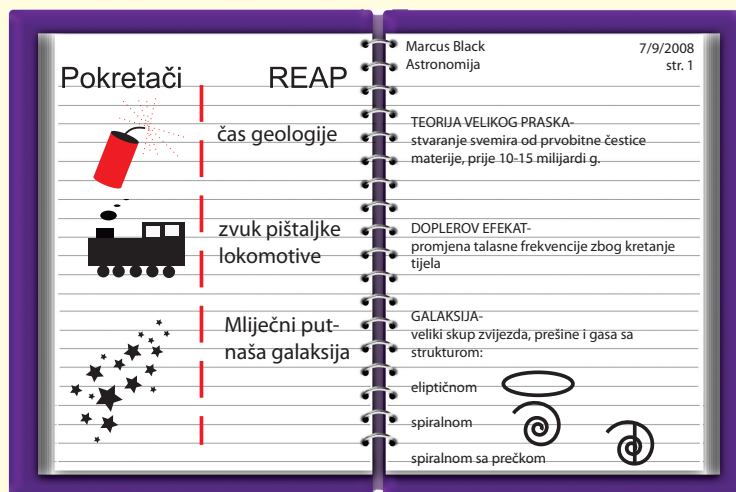 Pokretači REAP
čas geologije
zvuk pištaljke
lokomotive
Mliječni put-
naša galaksija
Marcus Black 7/9/2008
Astronomija str. 1
TEORIJA VELIKOG PRASKA-
stvaranje svemira od prvobitne čestice
materije, prije 10-15 milijardi g.
DOPLEROV EFEKAT-
promjena talasne frekvencije zbog kretanje
tijela
GALAKSIJA-
veliki skup zvijezda, prešine i gasa sa
strukturom:
eliptičnom
spiralnom
spiralnom sa prečkom